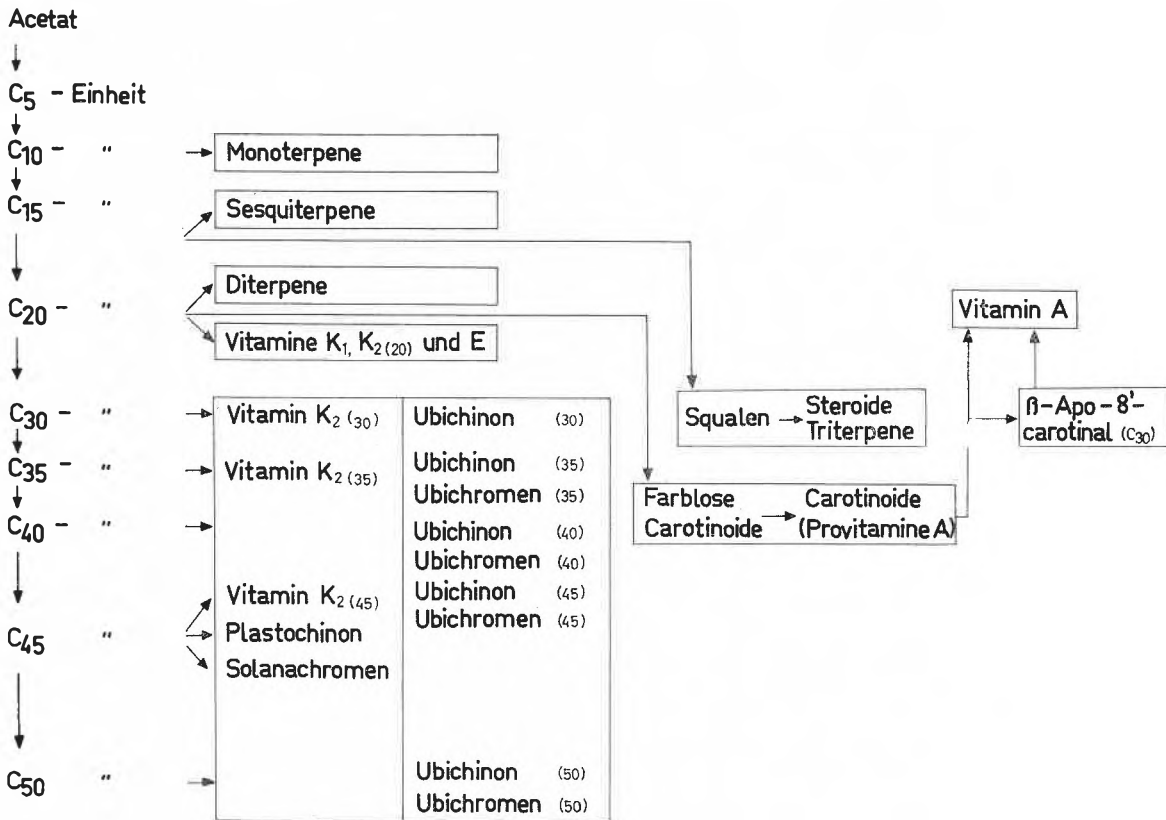 Acetat
C5 - Einheit
C10 - " Monoterpene
C15 - " Sesquiterpene
Diterpene
C20 - "
Vitamine K1, K2 (20) und E
Vitamin A
C30 - " Vitamin K2 (30) Ubichinon (30)
Squalen Steroide
Triterpene
β-Apo-8'-
carotinal (C30)
C35 - " Vitamin K2 (35) Ubichinon (35)
Ubichromen (35)
Farblose
Carotinoide
Carotinoide
(Provitamine A)
C40 - " Ubichinon (40)
Ubichromen (40)
Vitamin K2 (45) Ubichinon (45)
Ubichromen (45)
C45 " Plastochinon
Solanachromen
C50 " Ubichinon (50)
Ubichromen (50)